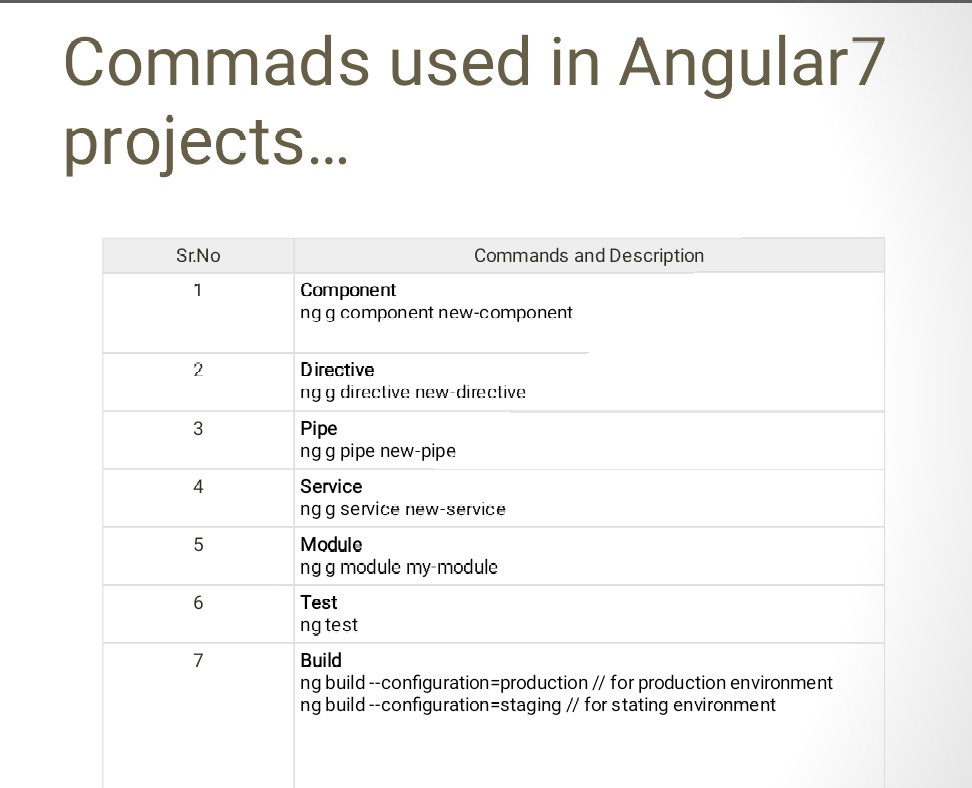 Commads used in Angular7
projects…
Sr.No Commands and Description
1 Component
ng g component new-component
2 Directive
ng g directive new-directive
3 Pipe
ng g pipe new-pipe
4 Service
ng g service new-service
5 Module
ng g module my-module
6 Test
ng test
7 Build
ng build --configuration=production // for production environment
ng build --configuration=staging // for stating environment